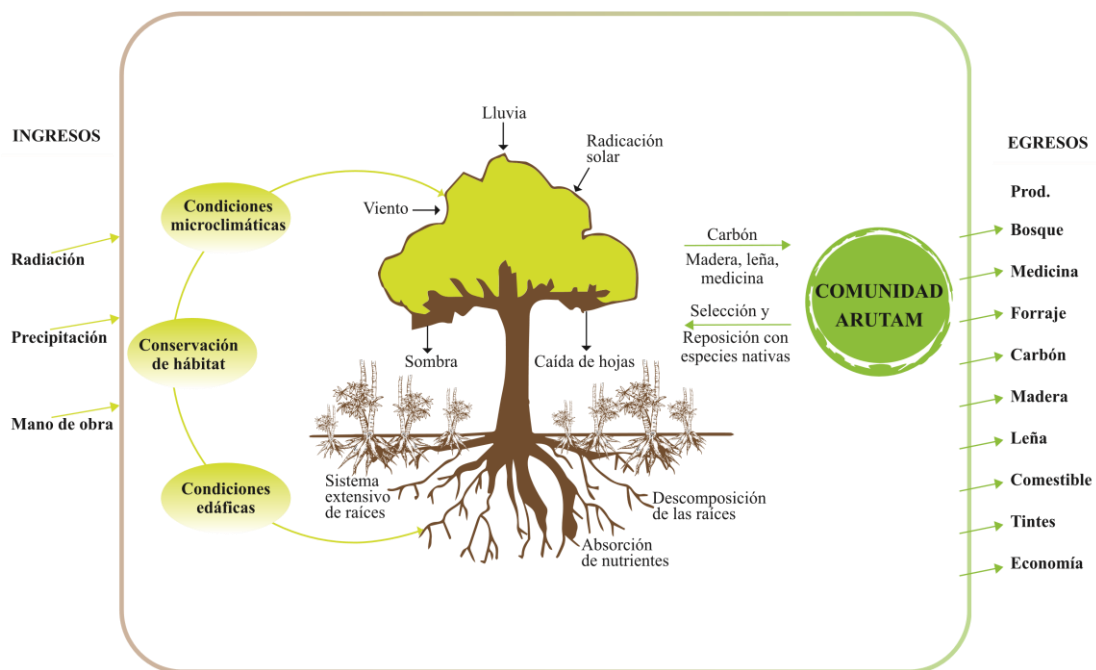 INGRESOS
Radiación
Precipitación
Mano de obra
Condiciones
microclimáticas
Conservación
de hábitat
Condiciones
edáficas
Lluvia
Radicación
solar
Viento
Sombra
Caída de hojas
Sistéma
extensivo
de raíces
Descomposición
de las raíces
Absorción
de nutrientes
Carbón
Madera, leña,
medicina
Selección y
Reposición con
especies nativas
COMUNIDAD
ARUTAM
EGRESOS
Prod.
Bosque
Medicina
Forraje
Carbón
Madera
Leña
Comestible
Tintes
Economía